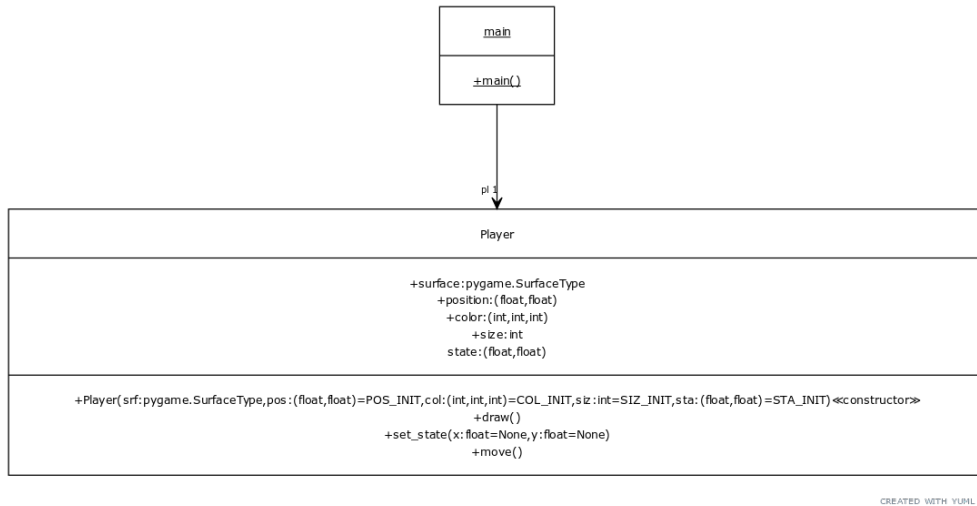 main
+main()
pl 1
Player
+surface:pygame.SurfaceType
+position:(float,float)
+color:(int,int,int)
+size:int
state:(float,float)
+Player(srf:pygame.SurfaceType,pos:(float,float)=POS_INIT,col:(int,int,int)=COL_INIT,siz:int=SIZ_INIT,sta:(float,float)=STA_INIT)≪constructor≫
+draw()
+set_state(x:float=None,y:float=None)
+move()
CREATED WITH YUML